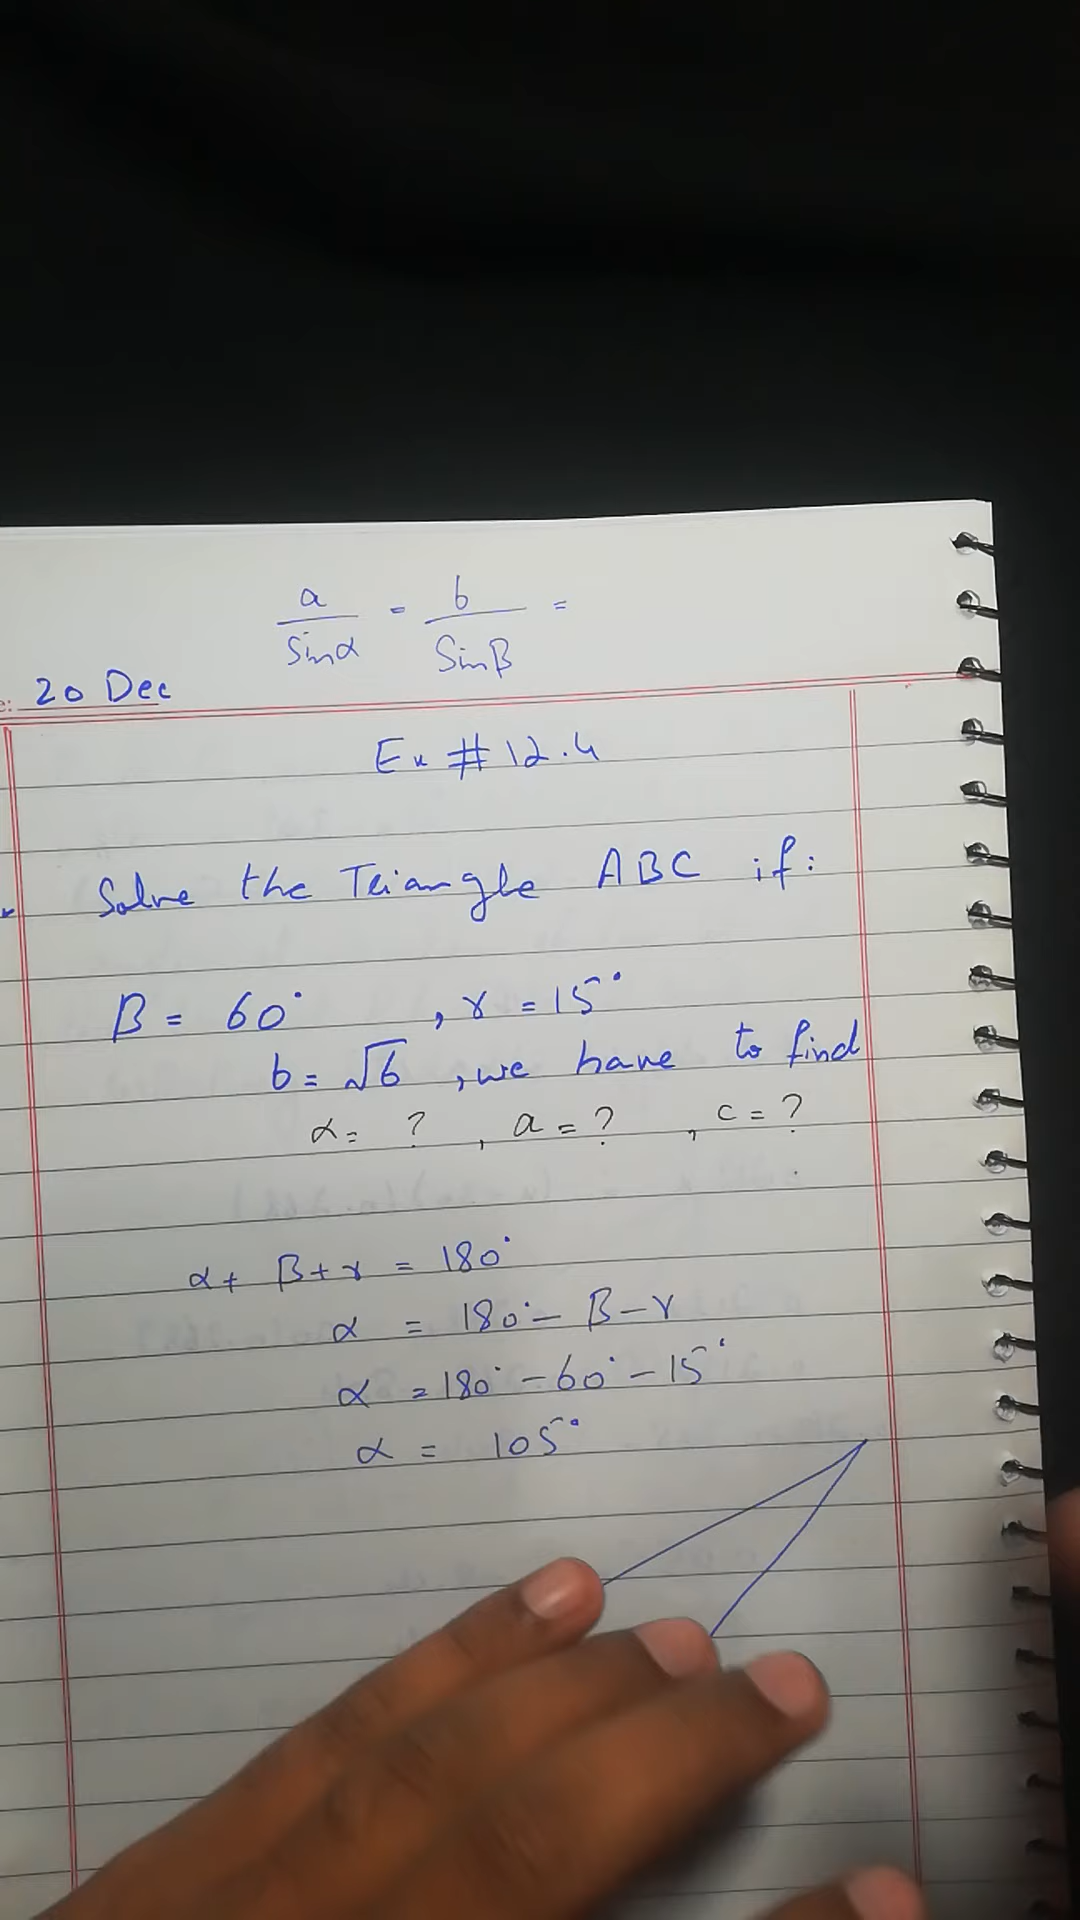 a/Sinα = b/Sinβ =
e: 20 Dec
Ex # 12.4
Solve the Triangle ABC if:
β = 60° , γ = 15°
b = √6 , we have to find
α = ? , a = ? , c = ?
α + β + γ = 180°
α = 180° - β - γ
α = 180° - 60° - 15°
α = 105°